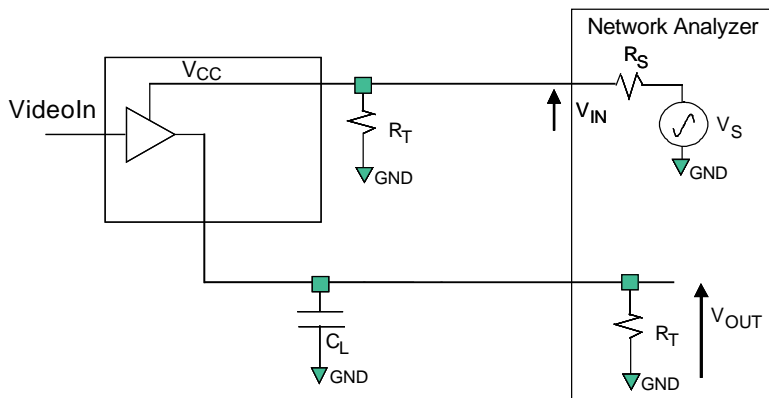 Network Analyzer
VCC
RS
VideoIn
RT
VIN
VS
GND
GND
CL
RT
VOUT
GND
GND